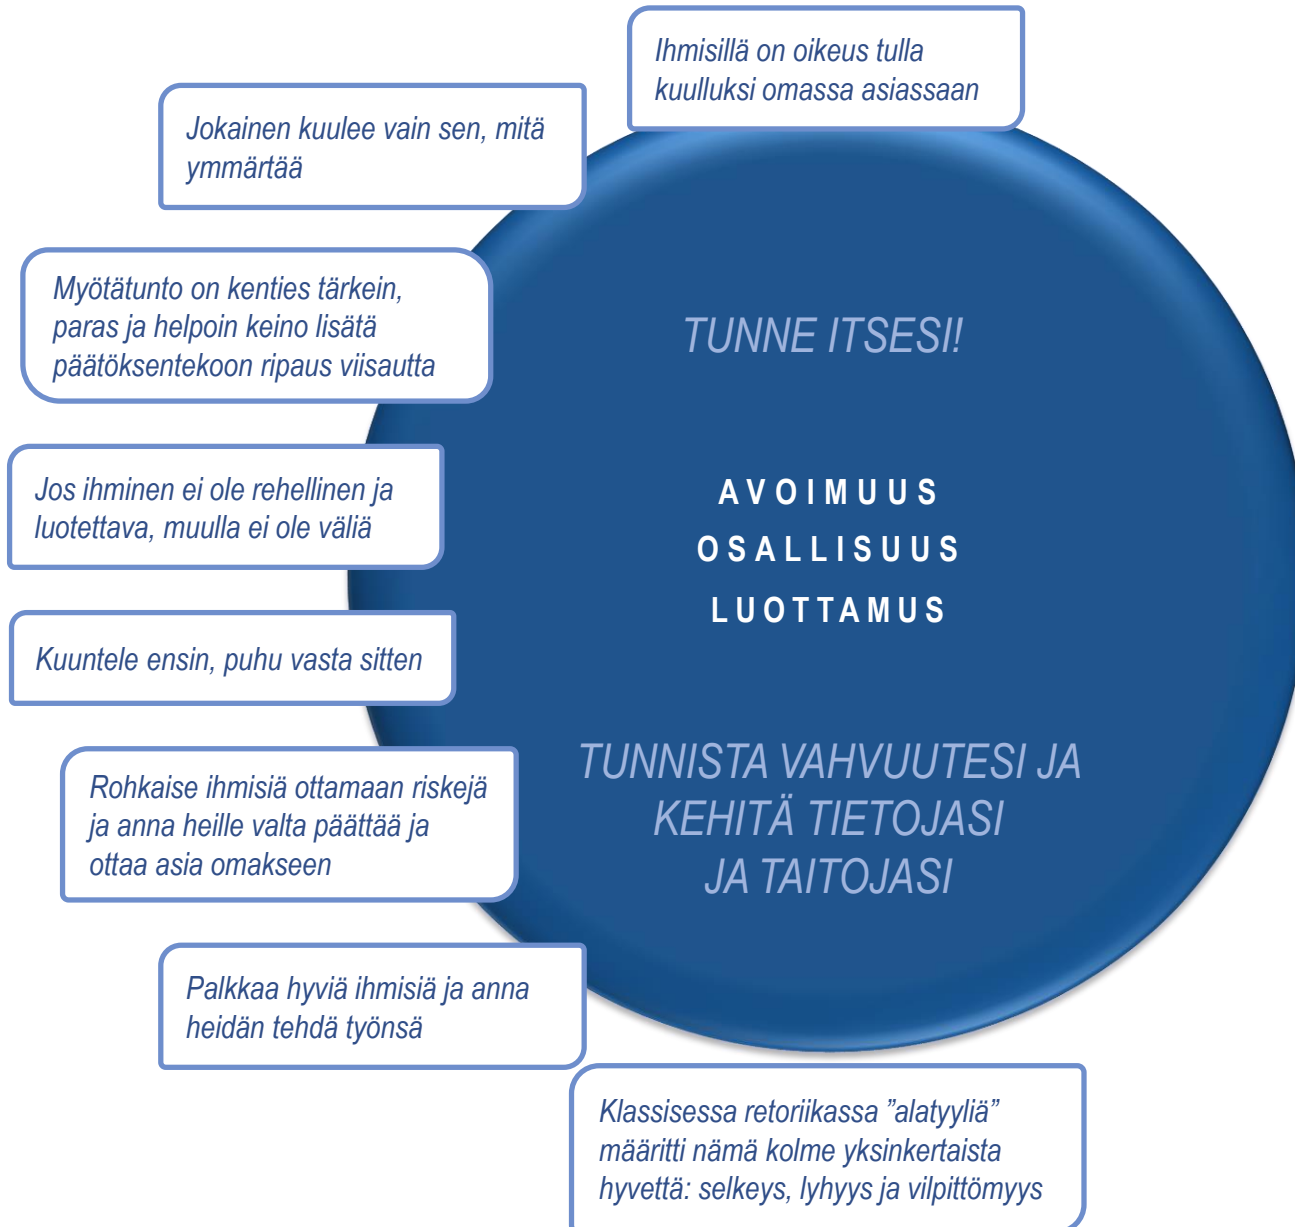 Ihmisillä on oikeus tulla
kuulluksi omassa asiassaan
Jokainen kuulee vain sen, mitä
ymmärtää
Myötätunto on kenties tärkein,
paras ja helpoin keino lisätä
päätöksentekoon ripaus viisautta
Jos ihminen ei ole rehellinen ja
luotettava, muulla ei ole väliä
Kuuntele ensin, puhu vasta sitten
Rohkaise ihmisiä ottamaan riskejä
ja anna heille valta päättää ja
ottaa asia omakseen
Palkkaa hyviä ihmisiä ja anna
heidän tehdä työnsä
Klassisessa retoriikassa ”alatyyliä”
määritti nämä kolme yksinkertaista
hyvettä: selkeys, lyhyys ja vilpittömyys
TUNNE ITSESI!
AVOIMUUS
OSALLISUUS
LUOTTAMUS
TUNNISTA VAHVUUTESI JA
KEHITÄ TIETOJASI
JA TAITOJASI